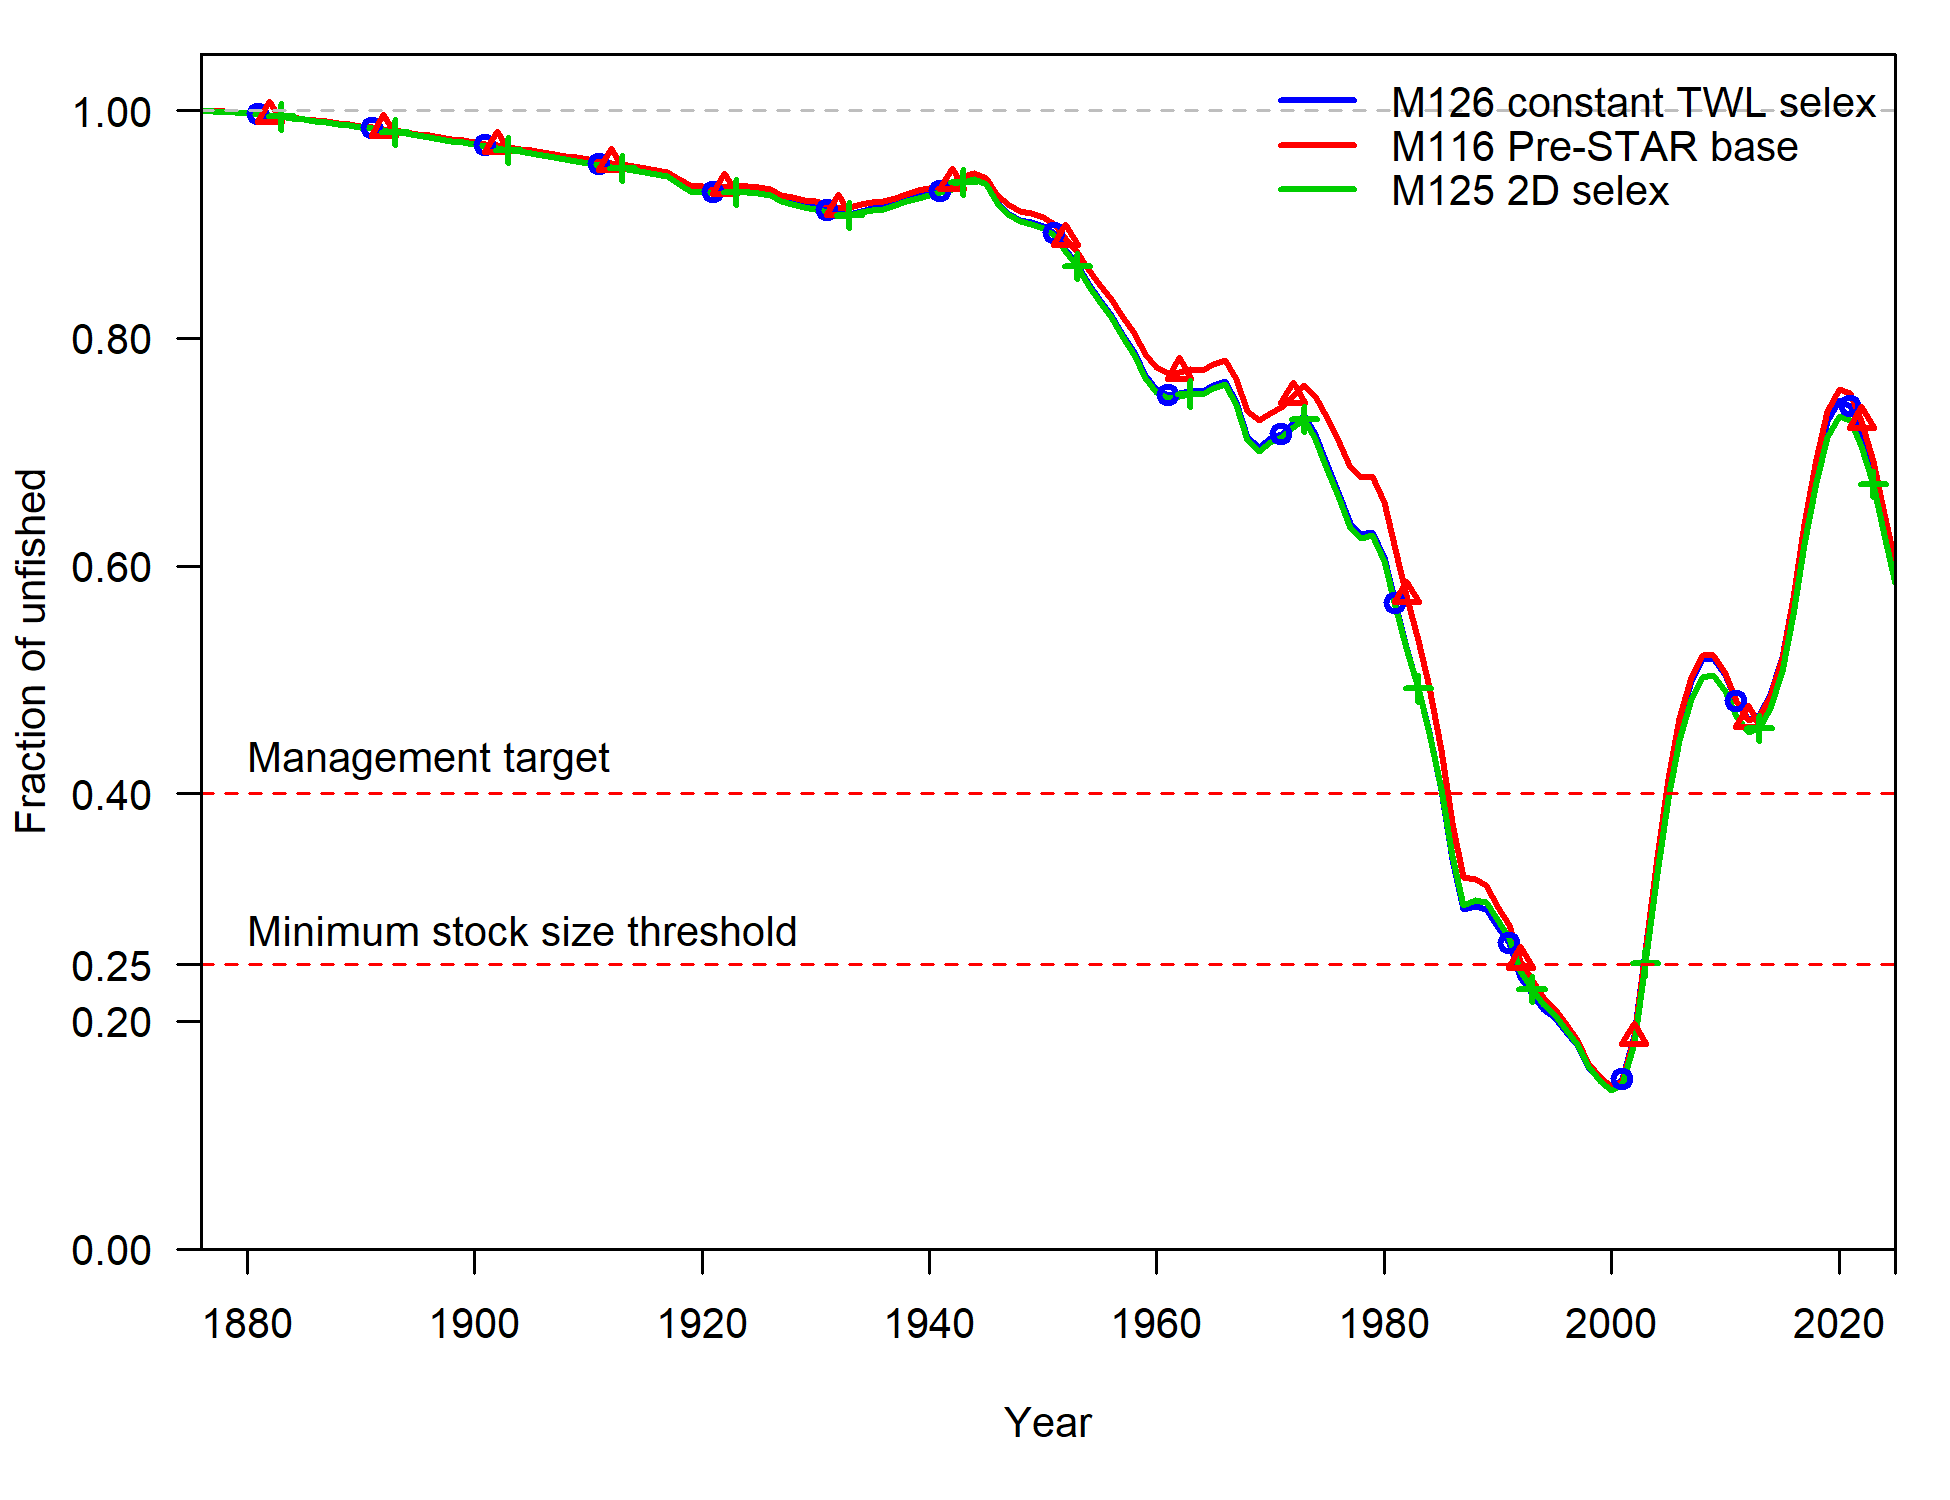 M126 constant TWL selex
M116 Pre-STAR base
M125 2D selex
1.00
0.80
0.60
0.40
0.25
0.20
0.00
Fraction of unfished
Management target
Minimum stock size threshold
1880 1900 1920 1940 1960 1980 2000 2020
Year